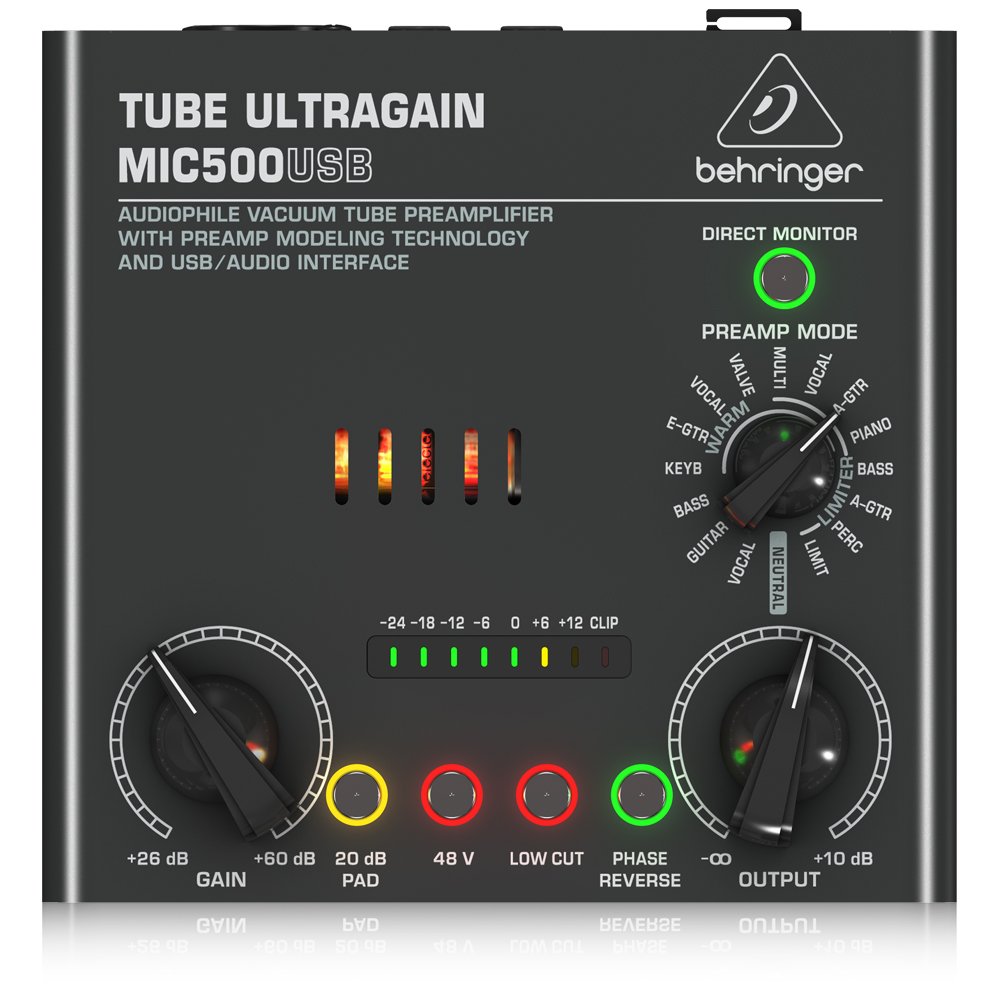 TUBE ULTRAGAIN
MIC500USB
behringer
AUDIOPHILE VACUUM TUBE PREAMPLIFIER
WITH PREAMP MODELING TECHNOLOGY
AND USB/AUDIO INTERFACE
DIRECT MONITOR
PREAMP MODE
NEUTRAL
VOCAL
GUITAR
BASS
KEYB
E-GTR
VOCAL
VALVE
MULTI
VOCAL
A-GTR
PIANO
BASS
A-GTR
PERC
LIMIT
WARM
LIMITER
-24 -18 -12 -6 0 +6 +12 CLIP
+26 dB +60 dB
GAIN
20 dB
PAD
48 V
LOW CUT
PHASE
REVERSE
-∞ +10 dB
OUTPUT